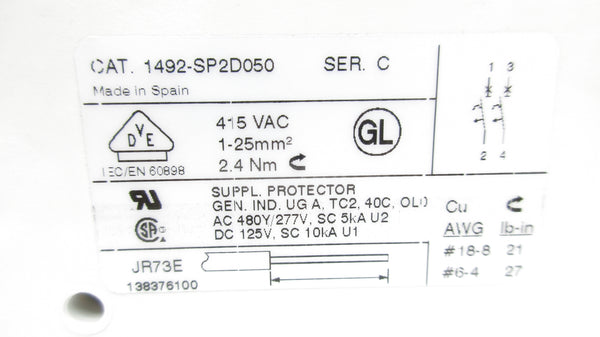 CAT. 1492-SP2D050 SER. C
Made in Spain
1 3
2 4
DVE
IEC/EN 60898
415 VAC
1-25mm²
2.4 Nm
GL
SUPPL. PROTECTOR
GEN. IND. UG A, TC2, 40C, OL0
AC 480Y/277V, SC 5kA U2
DC 125V, SC 10kA U1
SA
JR73E
138376100
Cu
AWG lb-in
#18-8 21
#6-4 27